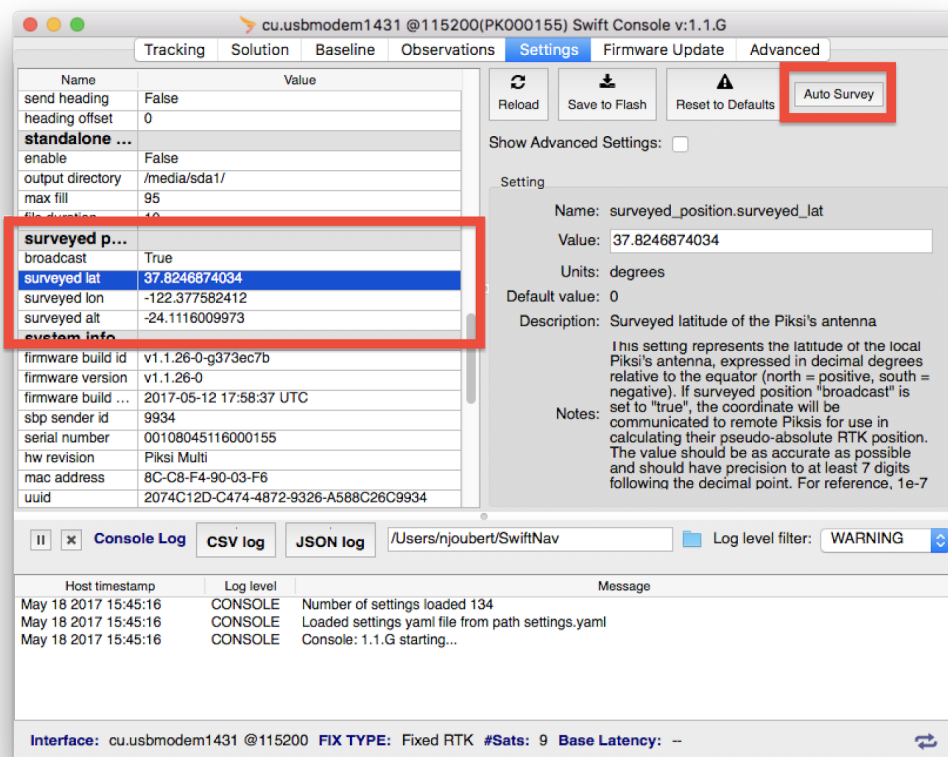 cu.usbmodem1431 @115200(PK000155) Swift Console v:1.1.G
Tracking Solution Baseline Observations Settings Firmware Update Advanced
Name Value
send heading False
heading offset 0
standalone ...
enable False
output directory /media/sda1/
max fill 95
file duration 10
surveyed p...
broadcast True
surveyed lat 37.8246874034
surveyed lon -122.377582412
surveyed alt -24.1116009973
system info
firmware build id v1.1.26-0-g373ec7b
firmware version v1.1.26-0
firmware build ... 2017-05-12 17:58:37 UTC
sbp sender id 9934
serial number 00108045116000155
hw revision Piksi Multi
mac address 8C-C8-F4-90-03-F6
uuid 2074C12D-C474-4872-9326-A588C26C9934
Reload Save to Flash Reset to Defaults Auto Survey
Show Advanced Settings:
Setting
Name: surveyed_position.surveyed_lat
Value: 37.8246874034
Units: degrees
Default value: 0
Description: Surveyed latitude of the Piksi's antenna
Notes: This setting represents the latitude of the local
Piksi's antenna, expressed in decimal degrees
relative to the equator (north = positive, south =
negative). If surveyed position "broadcast" is
set to "true", the coordinate will be
communicated to remote Piksis for use in
calculating their pseudo-absolute RTK position.
The value should be as accurate as possible
and should have precision to at least 7 digits
following the decimal point. For reference, 1e-7
Console Log CSV log JSON log /Users/njoubert/SwiftNav Log level filter: WARNING
Host timestamp Log level Message
May 18 2017 15:45:16 CONSOLE Number of settings loaded 134
May 18 2017 15:45:16 CONSOLE Loaded settings yaml file from path settings.yaml
May 18 2017 15:45:16 CONSOLE Console: 1.1.G starting...
Interface: cu.usbmodem1431 @115200 FIX TYPE: Fixed RTK #Sats: 9 Base Latency: --